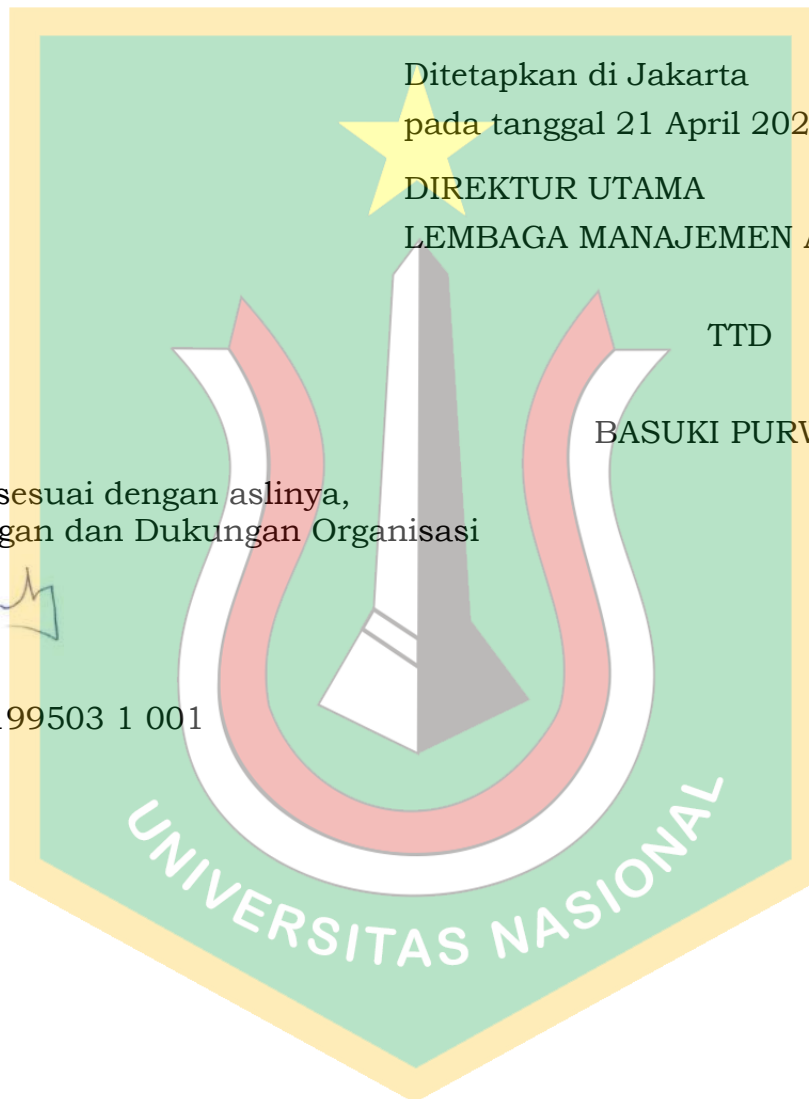 Ditetapkan di Jakarta
pada tanggal 21 April 202
DIREKTUR UTAMA
LEMBAGA MANAJEMEN A
TTD
BASUKI PURW
sesuai dengan aslinya,
gan dan Dukungan Organisasi
199503 1 001
UNIVERSITAS NASIONAL